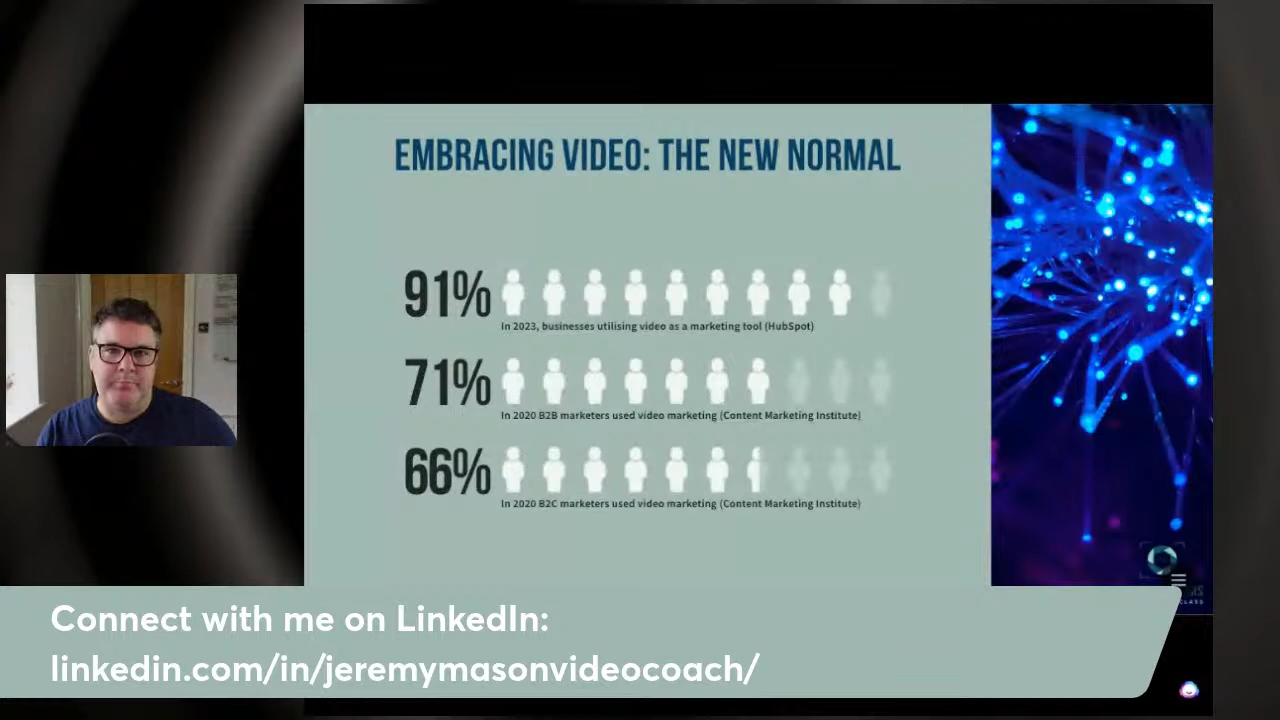 EMBRACING VIDEO: THE NEW NORMAL
91%
In 2023, businesses utilising video as a marketing tool (HubSpot)
71%
In 2020 B2B marketers used video marketing (Content Marketing Institute)
66%
In 2020 B2C marketers used video marketing (Content Marketing Institute)
Connect with me on LinkedIn:
linkedin.com/in/jeremymasonvideocoach/